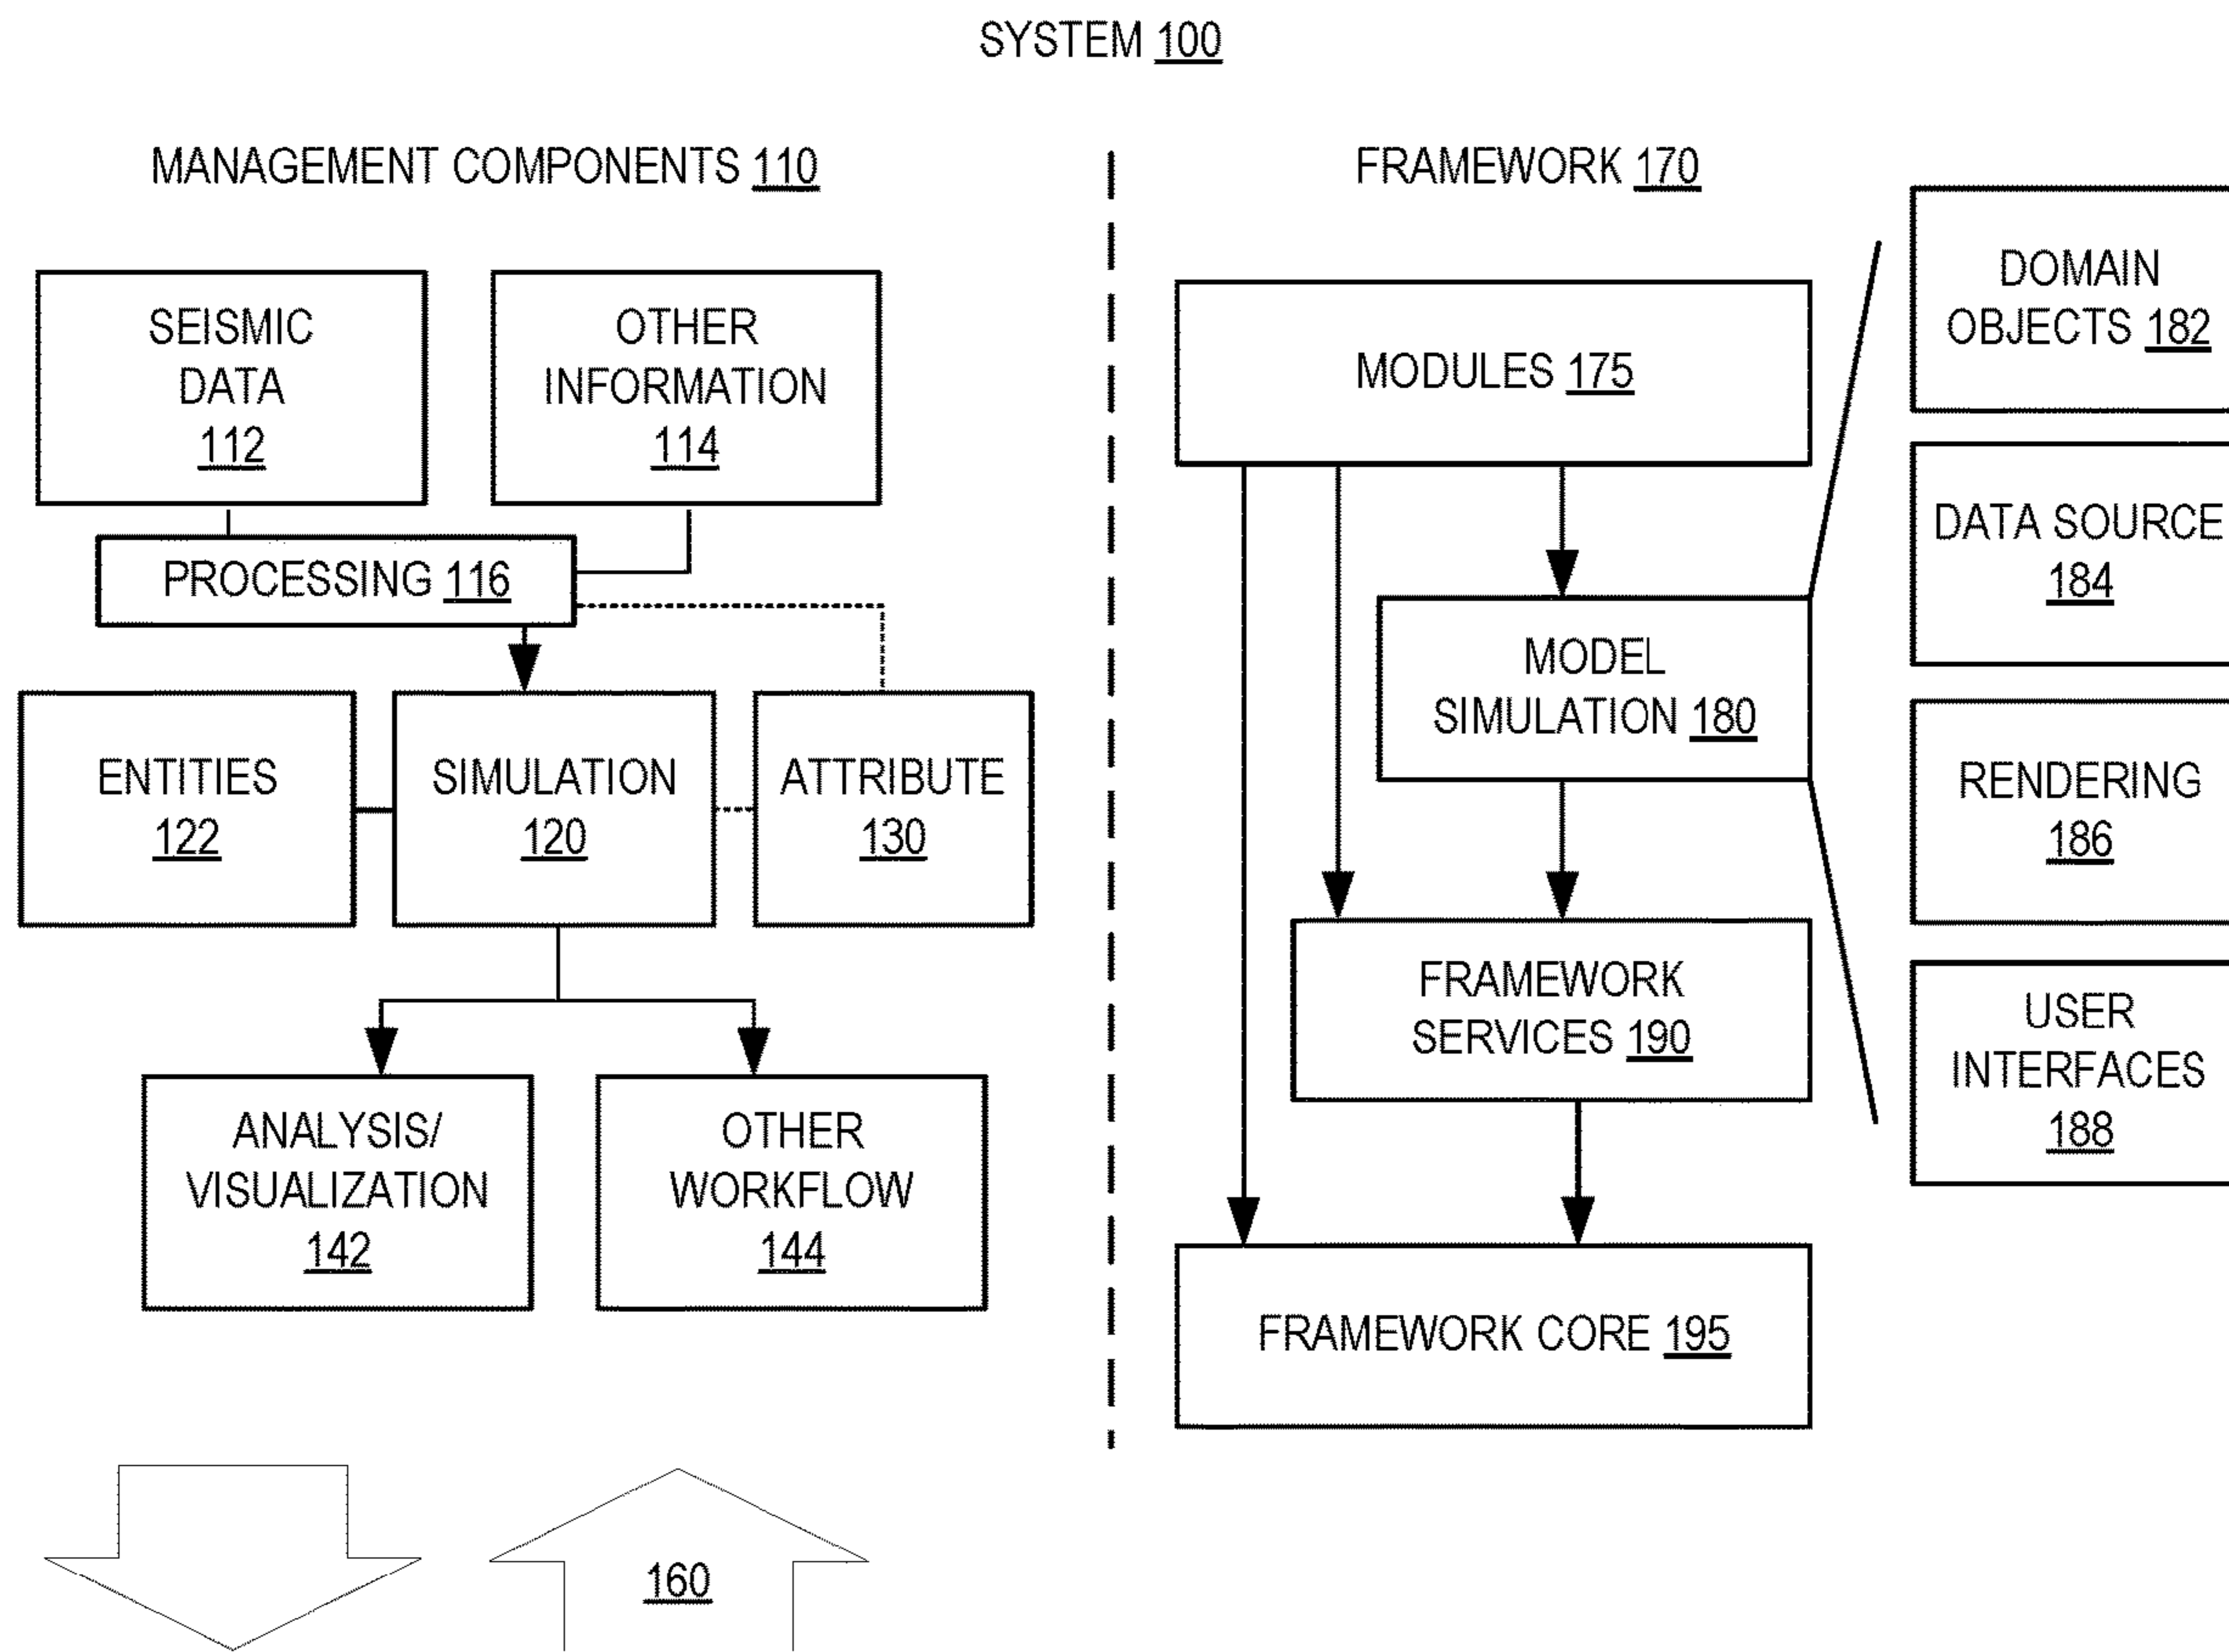 SYSTEM 100
MANAGEMENT COMPONENTS 110
SEISMIC
DATA
112
OTHER
INFORMATION
114
PROCESSING 116
ENTITIES
122
SIMULATION
120
ATTRIBUTE
130
ANALYSIS/
VISUALIZATION
142
OTHER
WORKFLOW
144
160
FRAMEWORK 170
MODULES 175
MODEL
SIMULATION 180
FRAMEWORK
SERVICES 190
FRAMEWORK CORE 195
DOMAIN
OBJECTS 182
DATA SOURCE
184
RENDERING
186
USER
INTERFACES
188